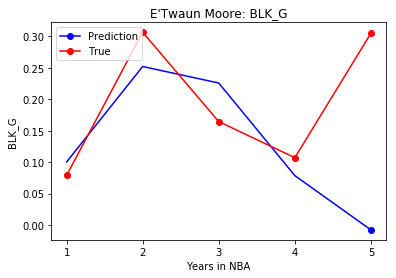 E'Twaun Moore: BLK_G
Prediction
True
BLK_G
0.30
0.25
0.20
0.15
0.10
0.05
0.00
1 2 3 4 5
Years in NBA